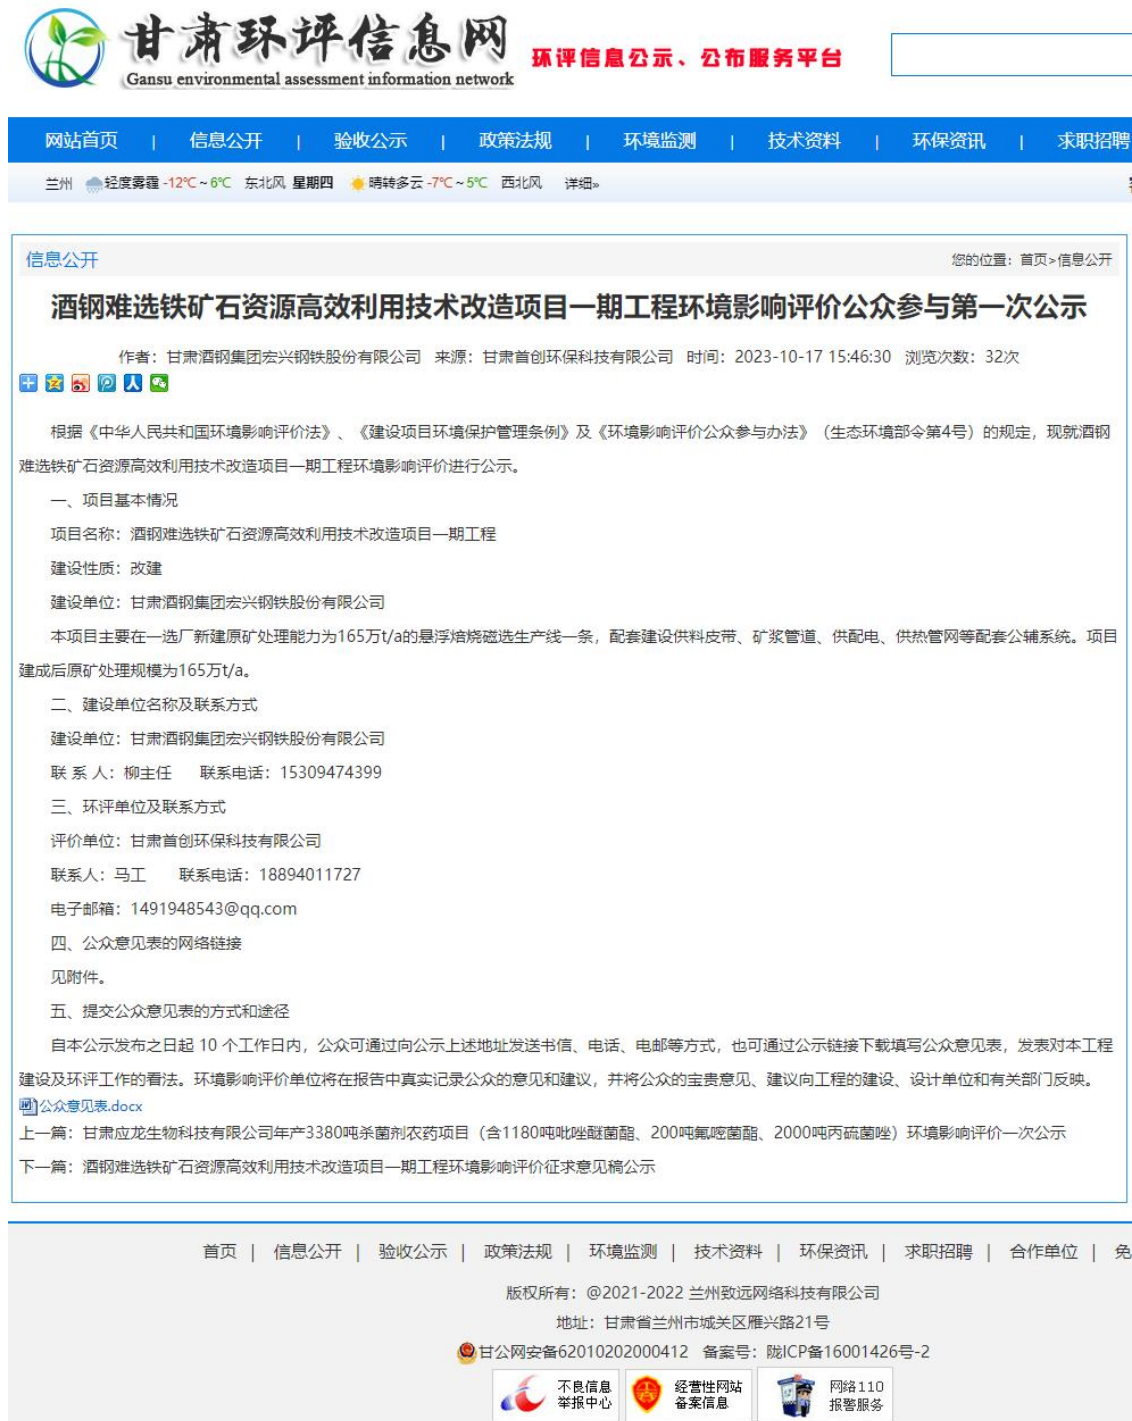 甘肃环评信息网
Gansu environmental assessment information network
环评信息公示、公布服务平台
网站首页 | 信息公开 | 验收公示 | 政策法规 | 环境监测 | 技术资料 | 环保资讯 | 求职招聘
兰州 轻度雾霾 -12℃~6℃ 东北风 星期四 晴转多云 -7℃~5℃ 西北风 详细»
信息公开 您的位置：首页>信息公开
酒钢难选铁矿石资源高效利用技术改造项目一期工程环境影响评价公众参与第一次公示
作者：甘肃酒钢集团宏兴钢铁股份有限公司 来源：甘肃首创环保科技有限公司 时间：2023-10-17 15:46:30 浏览次数：32次
根据《中华人民共和国环境影响评价法》、《建设项目环境保护管理条例》及《环境影响评价公众参与办法》（生态环境部令第4号）的规定，现就酒钢
难选铁矿石资源高效利用技术改造项目一期工程环境影响评价进行公示。
一、项目基本情况
项目名称：酒钢难选铁矿石资源高效利用技术改造项目一期工程
建设性质：改建
建设单位：甘肃酒钢集团宏兴钢铁股份有限公司
本项目主要在一选厂新建原矿处理能力为165万t/a的悬浮焙烧磁选生产线一条，配套建设供料皮带、矿浆管道、供配电、供热管网等配套公辅系统。项目
建成后原矿处理规模为165万t/a。
二、建设单位名称及联系方式
建设单位：甘肃酒钢集团宏兴钢铁股份有限公司
联 系 人：柳主任 联系电话：15309474399
三、环评单位及联系方式
评价单位：甘肃首创环保科技有限公司
联系人：马工 联系电话：18894011727
电子邮箱：1491948543@qq.com
四、公众意见表的网络链接
见附件。
五、提交公众意见表的方式和途径
自本公示发布之日起 10 个工作日内，公众可通过向公示上述地址发送书信、电话、电邮等方式，也可通过公示链接下载填写公众意见表，发表对本工程
建设及环评工作的看法。环境影响评价单位将在报告中真实记录公众的意见和建议，并将公众的宝贵意见、建议向工程的建设、设计单位和有关部门反映。
公众意见表.docx
上一篇：甘肃应龙生物科技有限公司年产3380吨杀菌剂农药项目（含1180吨吡唑醚菌酯、200吨氟嘧菌酯、2000吨丙硫菌唑）环境影响评价一次公示
下一篇：酒钢难选铁矿石资源高效利用技术改造项目一期工程环境影响评价征求意见稿公示
首页 | 信息公开 | 验收公示 | 政策法规 | 环境监测 | 技术资料 | 环保资讯 | 求职招聘 | 合作单位 | 免
版权所有：@2021-2022 兰州致远网络科技有限公司
地址：甘肃省兰州市城关区雁兴路21号
甘公网安备62010202000412 备案号：陇ICP备16001426号-2
不良信息 经营性网站 网络110
举报中心 备案信息 报警服务